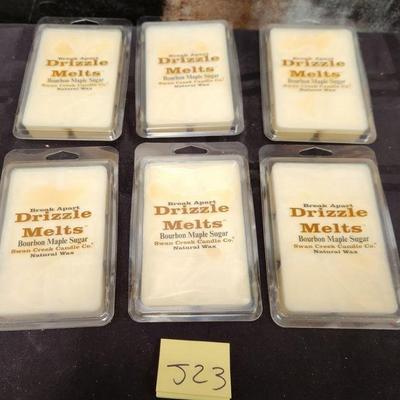 Break Apart
Drizzle
Melts
Bourbon Maple Sugar
Swan Creek Candle Co.
Natural Wax
Break Apart
Drizzle
Melts
Bourbon Maple Sugar
Swan Creek Candle Co.
Natural Wax
Break Apart
Drizzle
Melts
Bourbon Maple Sugar
Swan Creek Candle Co.
Natural Wax
Break Apart
Drizzle
Melts
Bourbon Maple Sugar
Swan Creek Candle Co.
Natural Wax
Break Apart
Drizzle
Melts™
Bourbon Maple Sugar
Swan Creek Candle Co.
Natural Wax
Break Apart
Drizzle
Melts
Bourbon Maple Sugar
Swan Creek Candle Co.
Natural Wax
J23